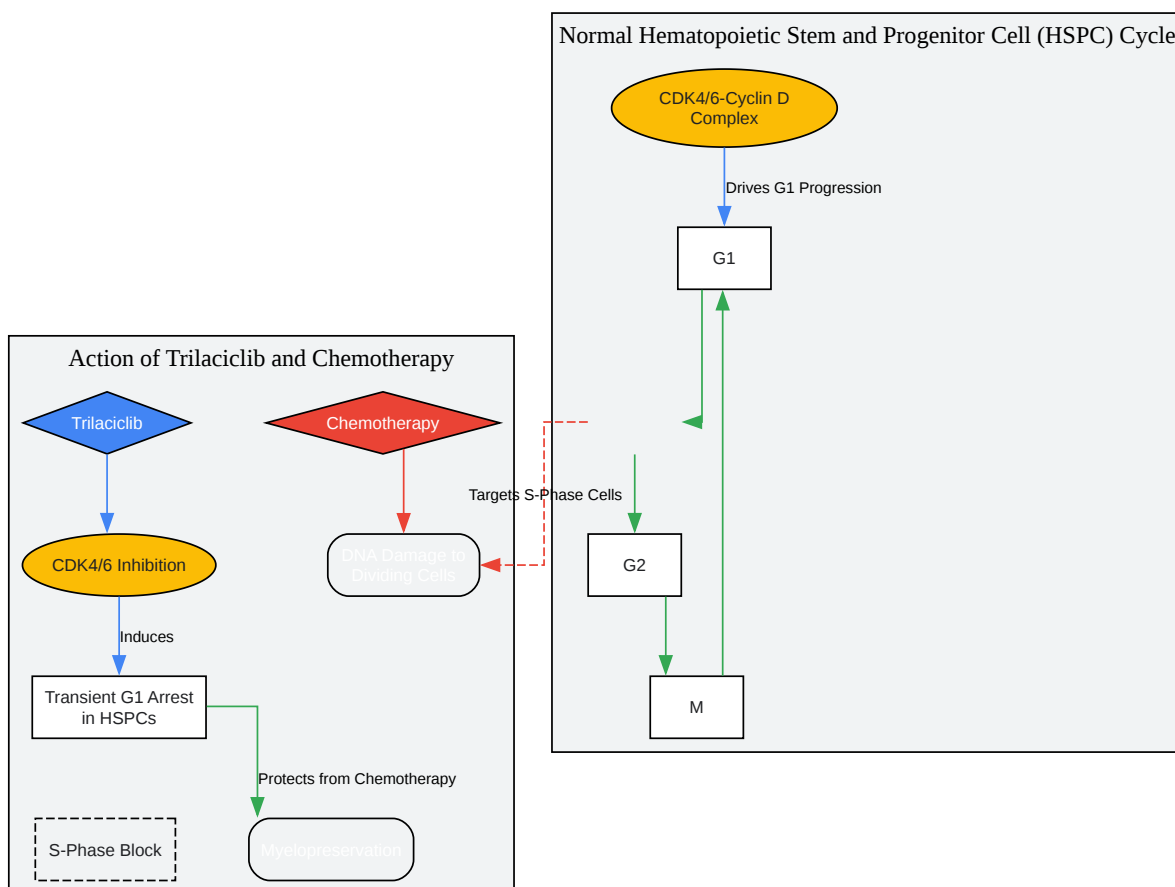 Normal Hematopoietic Stem and Progenitor Cell (HSPC) Cycle
CDK4/6-Cyclin D
Complex
Drives G1 Progression
G1
Action of Trilaciclib and Chemotherapy
Trilaciclib
Chemotherapy
Targets S-Phase Cells
CDK4/6 Inhibition
DNA Damage to
Dividing Cells
G2
Induces
Transient G1 Arrest
in HSPCs
M
Protects from Chemotherapy
S-Phase Block
Myelopreservation